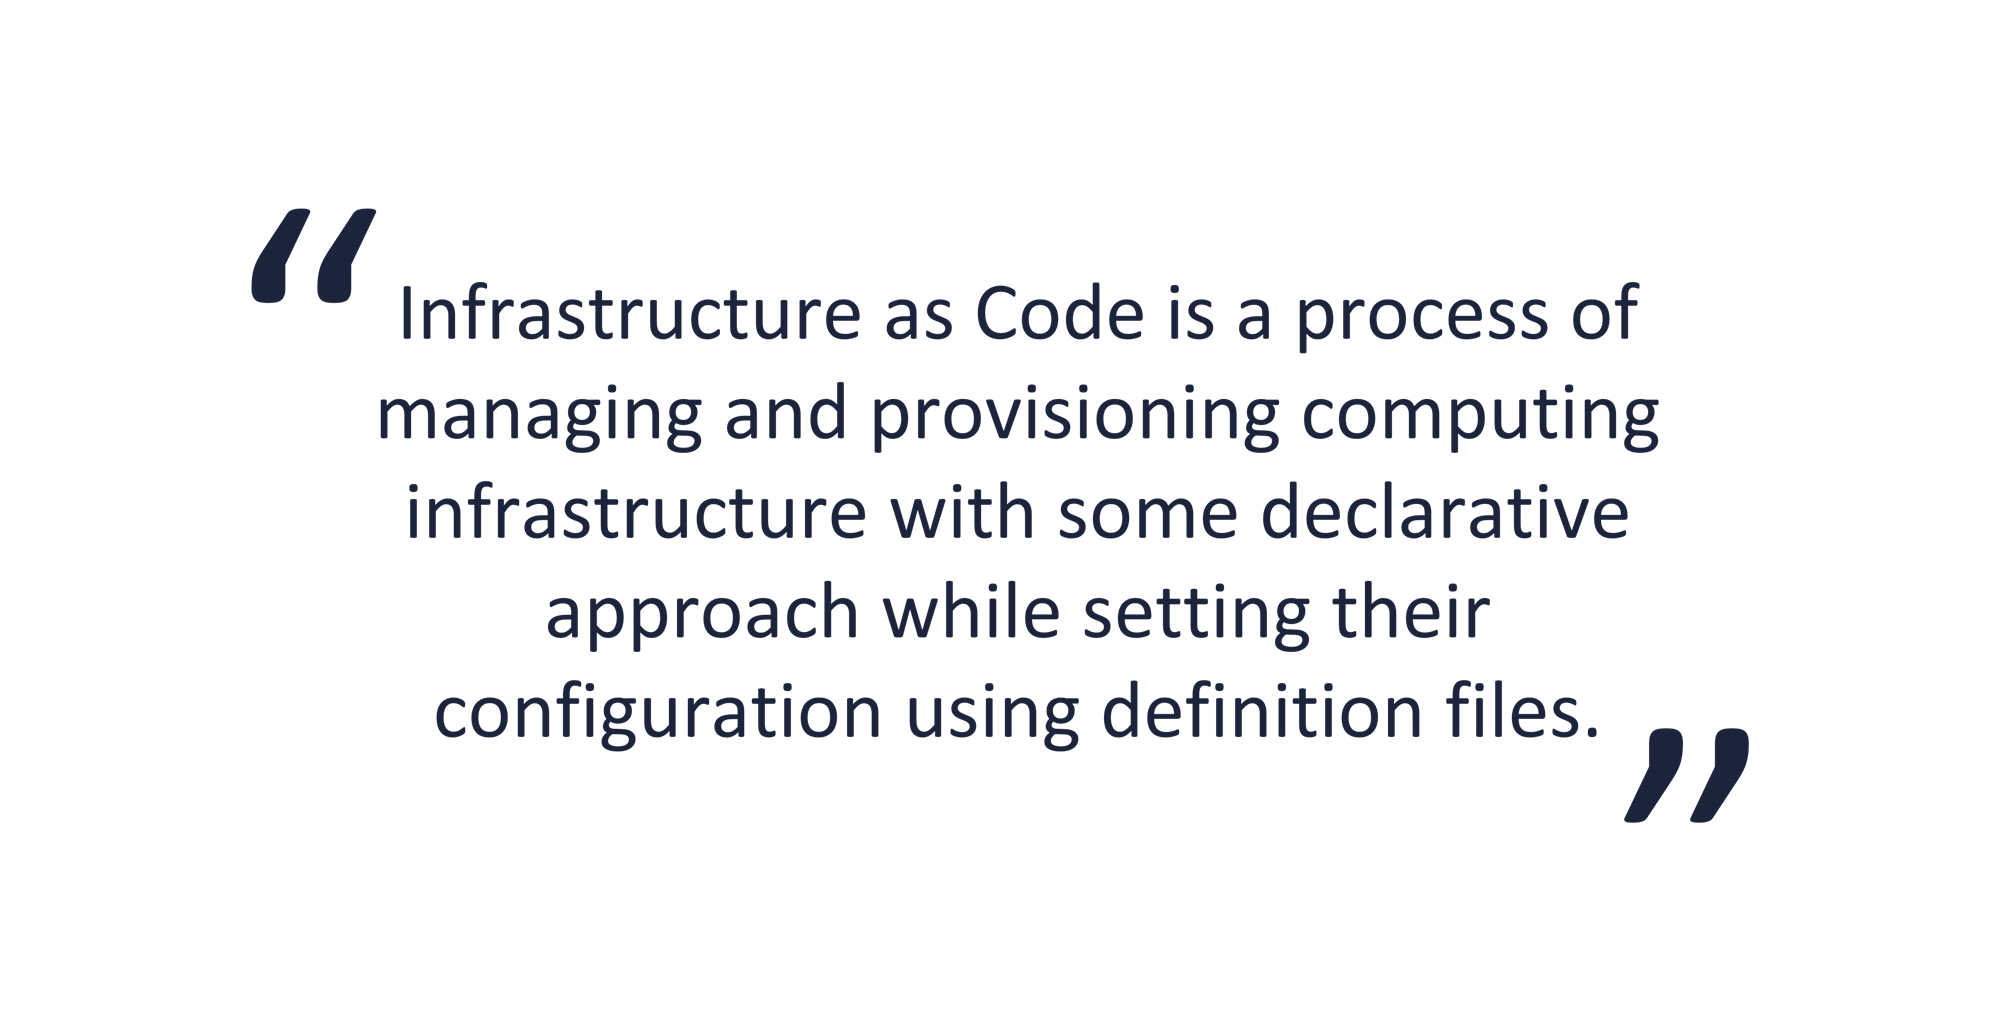 “Infrastructure as Code is a process of
managing and provisioning computing
infrastructure with some declarative
approach while setting their
configuration using definition files.”